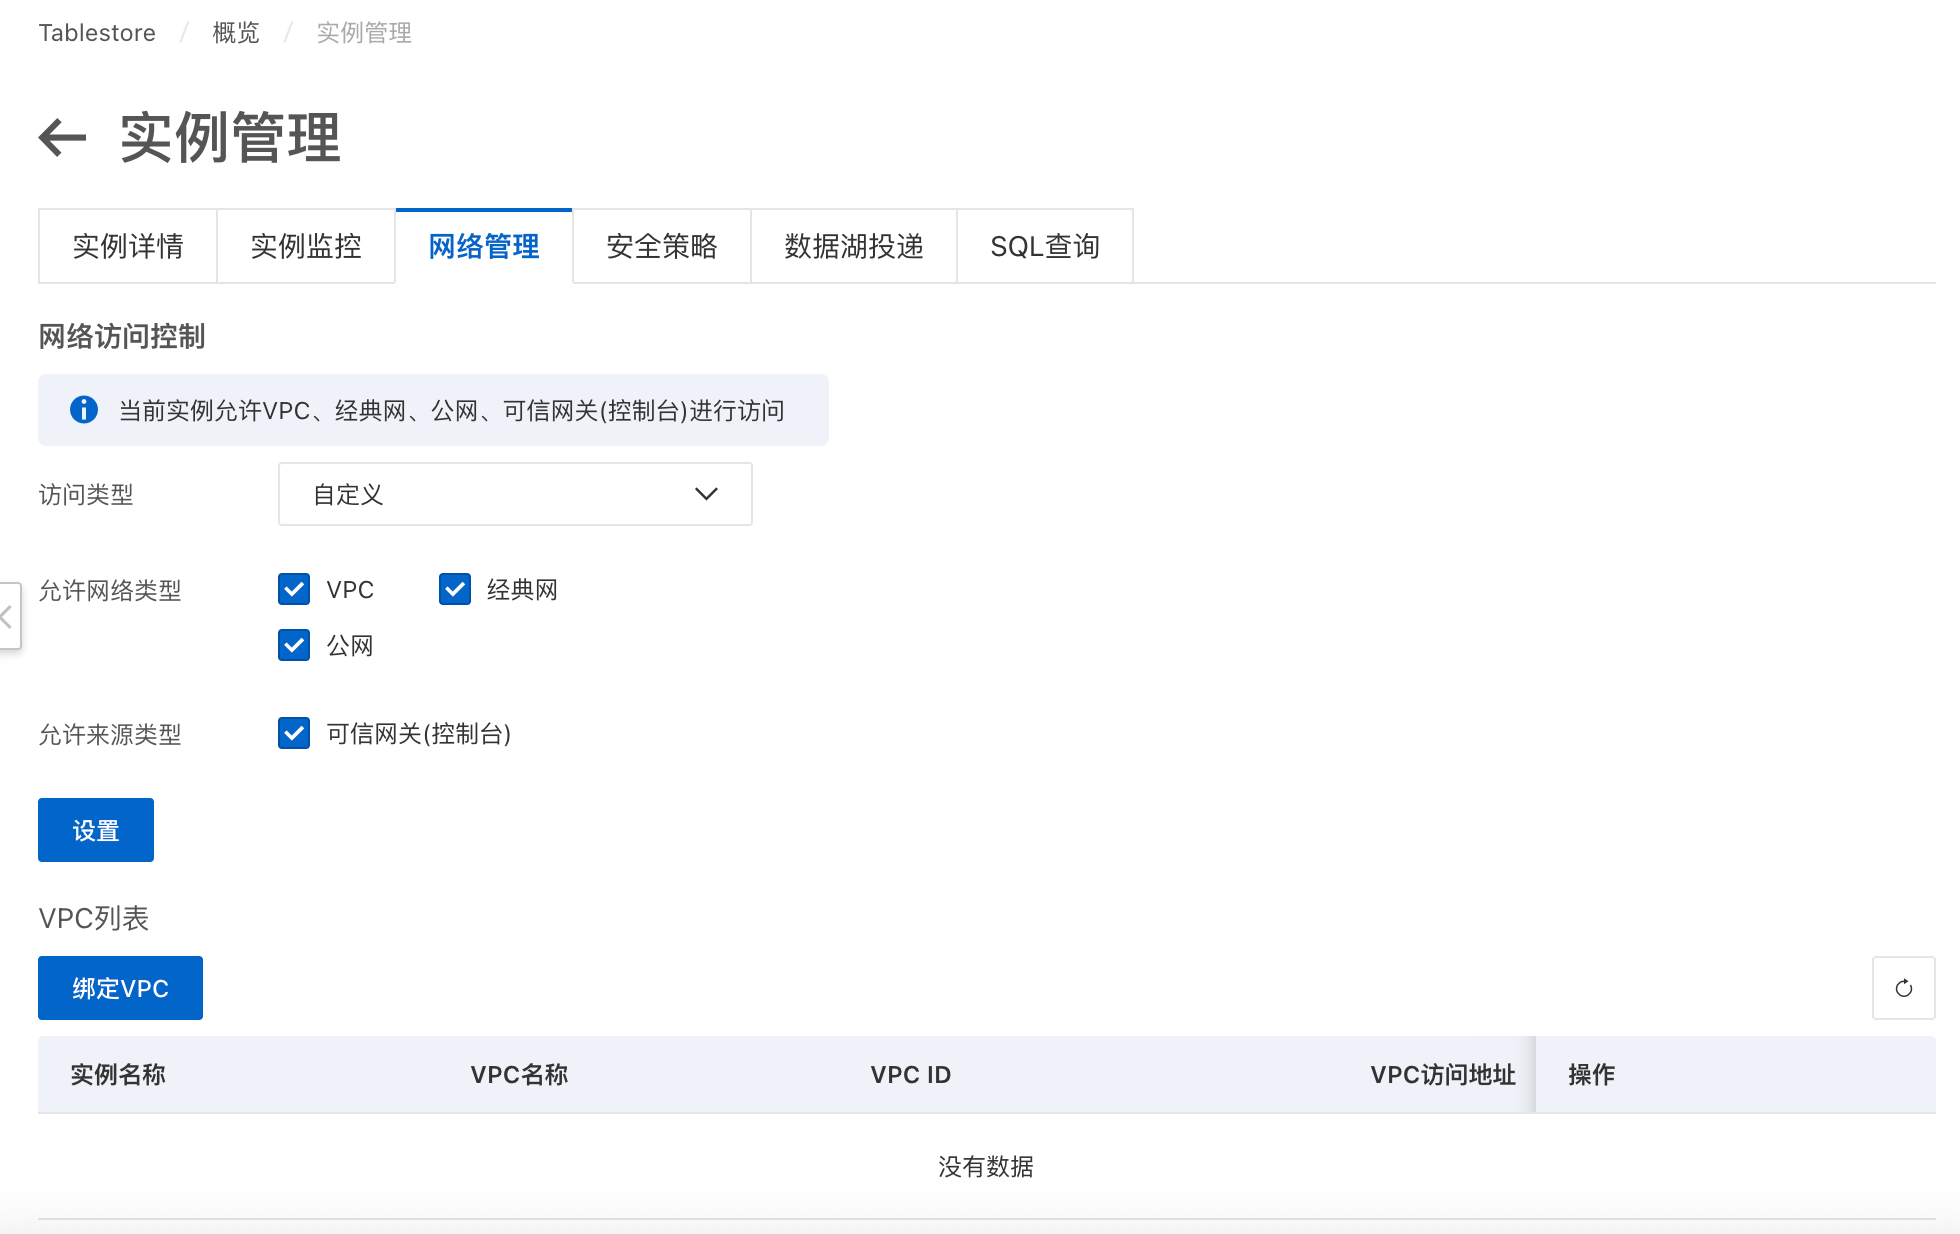 Tablestore / 概览 / 实例管理
实例管理
实例详情 实例监控 网络管理 安全策略 数据湖投递 SQL查询
网络访问控制
当前实例允许VPC、经典网、公网、可信网关(控制台)进行访问
访问类型 自定义
允许网络类型 VPC 经典网
公网
允许来源类型 可信网关(控制台)
设置
VPC列表
绑定VPC
实例名称 VPC名称 VPC ID VPC访问地址 操作
没有数据